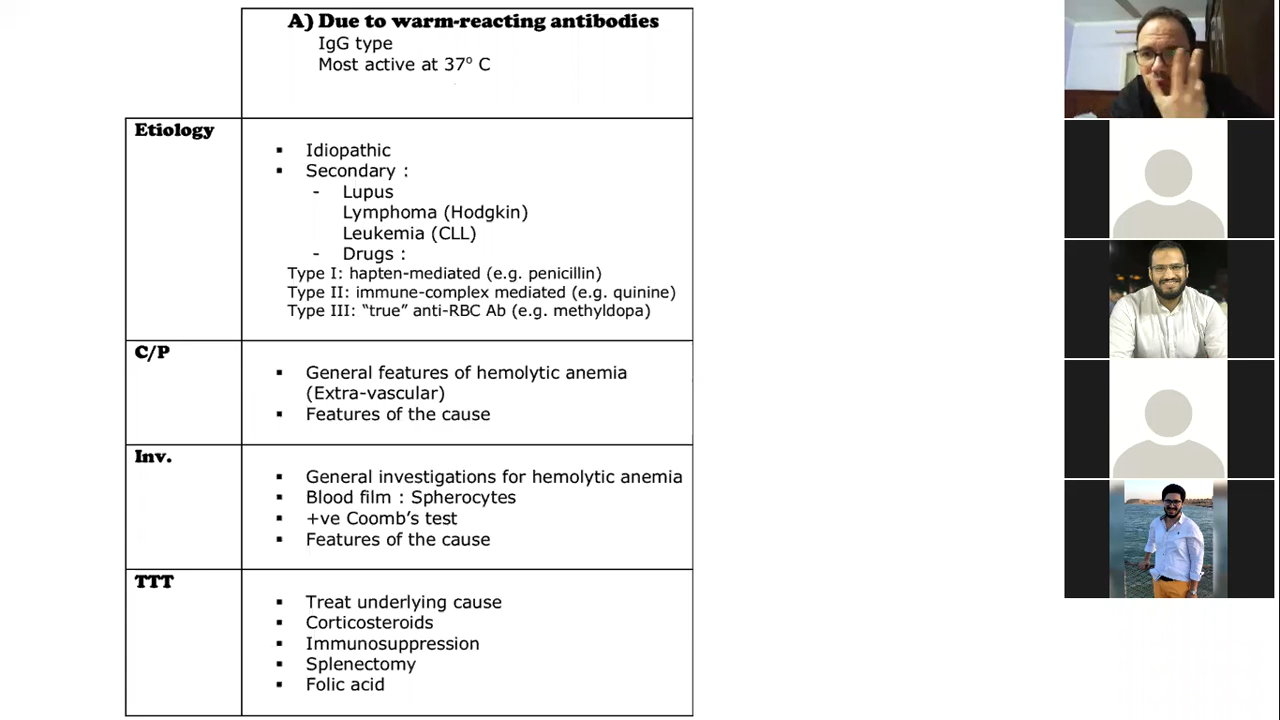 A) Due to warm-reacting antibodies
IgG type
Most active at 37º C
Etiology
▪ Idiopathic
▪ Secondary :
- Lupus
Lymphoma (Hodgkin)
Leukemia (CLL)
- Drugs :
Type I: hapten-mediated (e.g. penicillin)
Type II: immune-complex mediated (e.g. quinine)
Type III: “true” anti-RBC Ab (e.g. methyldopa)
C/P
▪ General features of hemolytic anemia
(Extra-vascular)
▪ Features of the cause
Inv.
▪ General investigations for hemolytic anemia
▪ Blood film : Spherocytes
▪ +ve Coomb’s test
▪ Features of the cause
TTT
▪ Treat underlying cause
▪ Corticosteroids
▪ Immunosuppression
▪ Splenectomy
▪ Folic acid